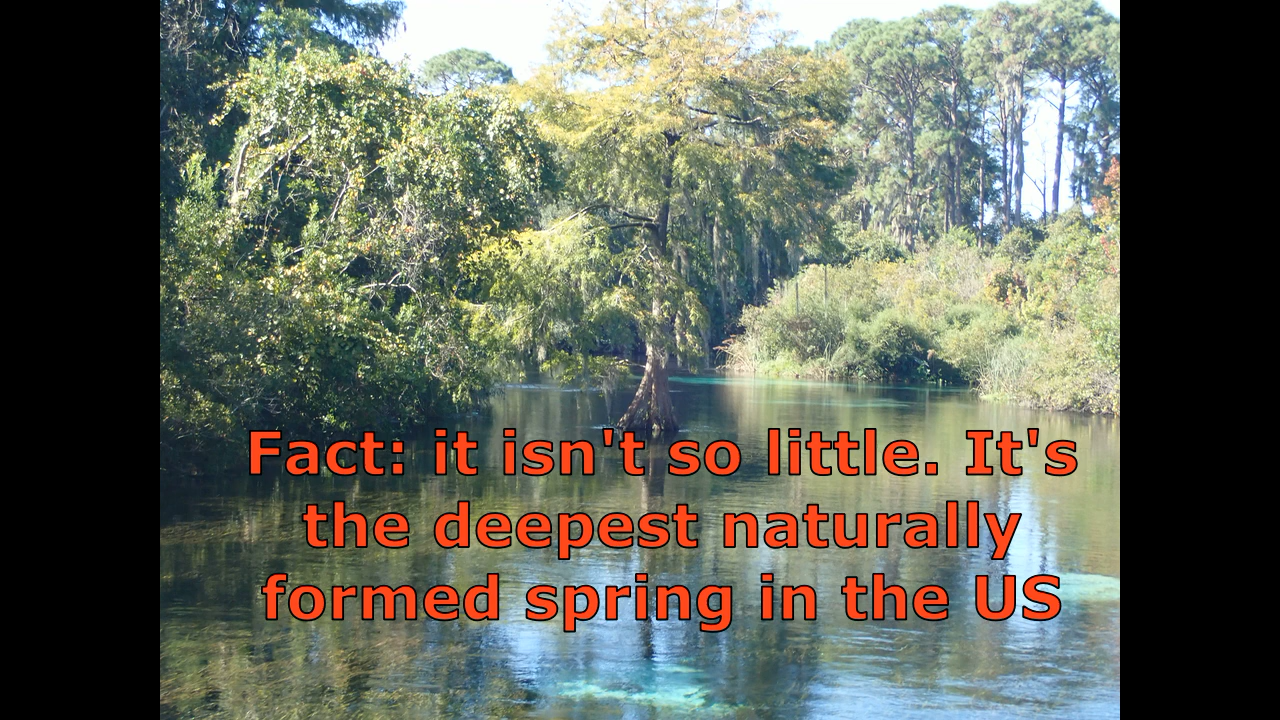 Fact: it isn't so little. It's
the deepest naturally
formed spring in the US